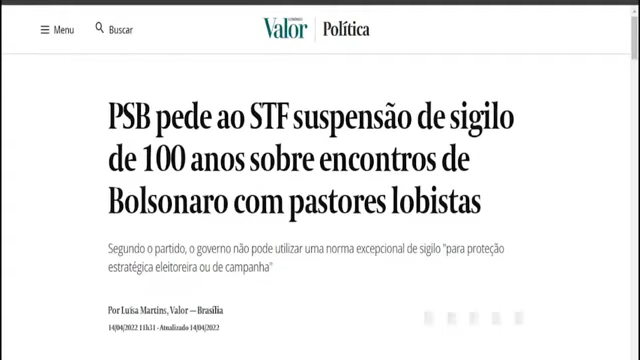 Menu
Buscar
ECONÔMICO
Valor
Política
PSB pede ao STF suspensão de sigilo
de 100 anos sobre encontros de
Bolsonaro com pastores lobistas
Segundo o partido, o governo não pode utilizar uma norma excepcional de sigilo "para proteção
estratégica eleitoreira ou de campanha"
Por Luísa Martins, Valor — Brasília
14/04/2022 11h31 · Atualizado 14/04/2022